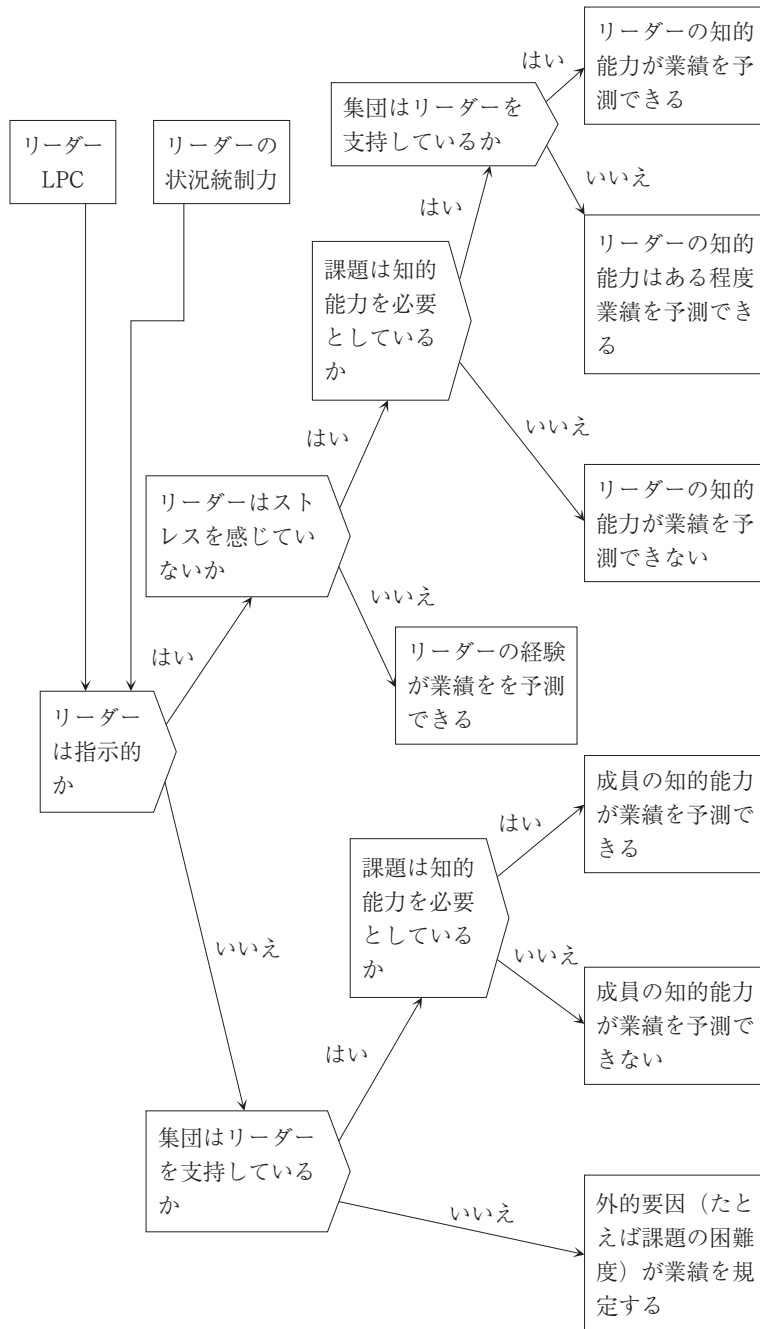 リーダーの知的
能力が業績を予
測できる
はい
集団はリーダーを
支持しているか
いいえ
リーダー
LPC
リーダーの
状況統制力
はい
リーダーの知的
能力はある程度
業績を予測でき
る
課題は知的
能力を必要
としている
か
いいえ
はい
リーダーの知的
能力が業績を予
測できない
リーダーはスト
レスを感じてい
ないか
いいえ
はい
リーダーの経験
が業績をを予測
できる
リーダー
は指示的
か
成員の知的能力
が業績を予測で
きる
はい
課題は知的
能力を必要
としている
か
いいえ
いいえ
成員の知的能力
が業績を予測で
きない
はい
集団はリーダー
を支持している
か
いいえ
外的要因（たと
えば課題の困難
度）が業績を規
定する